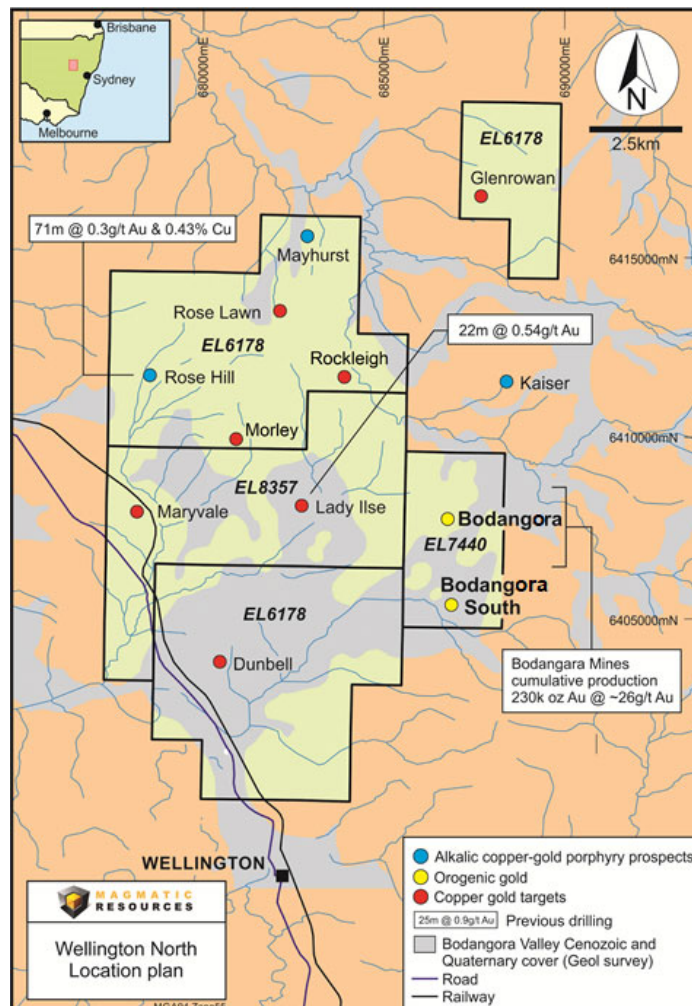 Brisbane
Sydney
Melbourne
680000mE
685000mE
690000mE
N
2.5km
EL6178
Glenrowan
71m @ 0.3g/t Au & 0.43% Cu
Mayhurst
6415000mN
Rose Lawn
EL6178
22m @ 0.54g/t Au
Rockleigh
Rose Hill
Kaiser
Morley
6410000mN
EL8357
Maryvale
Lady Ilse
Bodangora
EL7440
Bodangora
South
EL6178
6405000mN
Dunbell
Bodangara Mines
cumulative production
230k oz Au @ ~26g/t Au
WELLINGTON
MAGMATIC
RESOURCES
Wellington North
Location plan
Alkalic copper-gold porphyry prospects
Orogenic gold
Copper gold targets
25m @ 0.9g/t Au Previous drilling
Bodangora Valley Cenozoic and
Quaternary cover (Geol survey)
Road
Railway